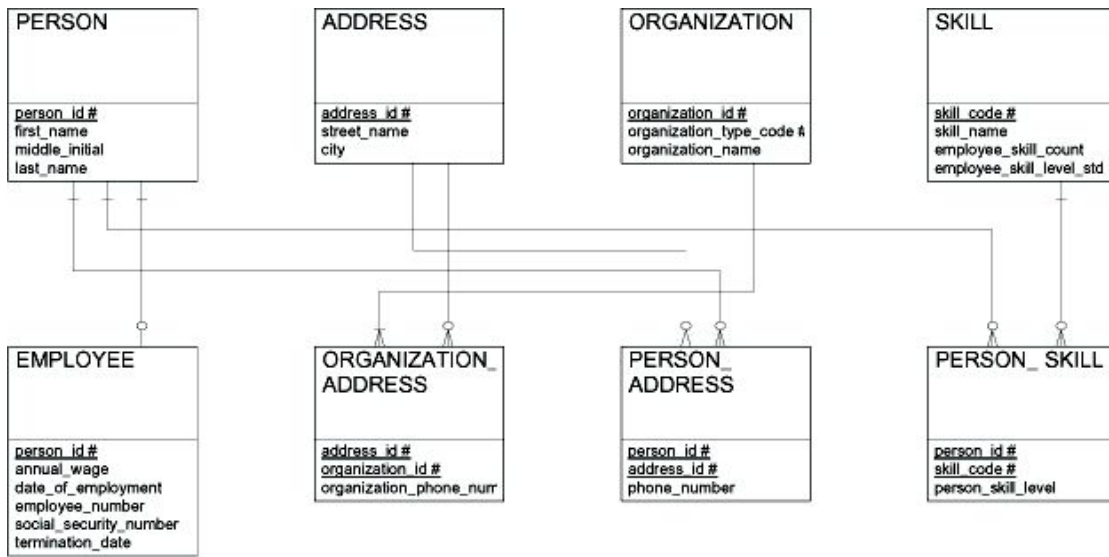 PERSON
person_id #
first_name
middle_initial
last_name
ADDRESS
address_id #
street_name
city
ORGANIZATION
organization_id #
organization_type_code #
organization_name
SKILL
skill_code #
skill_name
employee_skill_count
employee_skill_level_std
EMPLOYEE
person_id #
annual_wage
date_of_employment
employee_number
social_security_number
termination_date
ORGANIZATION_
ADDRESS
address_id #
organization_id #
organization_phone_num
PERSON_
ADDRESS
person_id #
address_id #
phone_number
PERSON_ SKILL
person_id #
skill_code #
person_skill_level